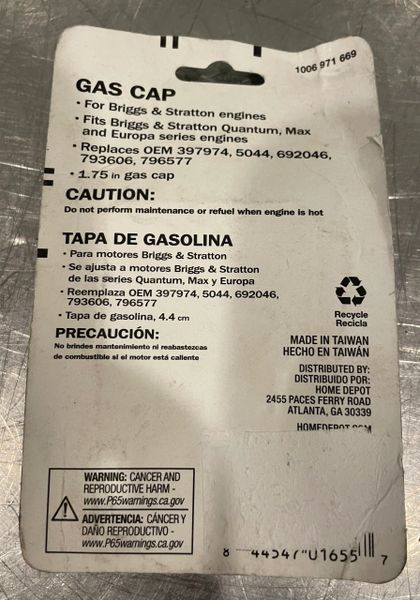 1006 971 669
GAS CAP
• For Briggs & Stratton engines
• Fits Briggs & Stratton Quantum, Max
and Europa series engines
• Replaces OEM 397974, 5044, 692046,
793606, 796577
• 1.75 in gas cap
CAUTION:
Do not perform maintenance or refuel when engine is hot
TAPA DE GASOLINA
• Para motores Briggs & Stratton
• Se ajusta a motores Briggs & Stratton
de las series Quantum, Max y Europa
• Reemplaza OEM 397974, 5044, 692046,
793606, 796577
• Tapa de gasolina, 4.4 cm
PRECAUCIÓN:
No brindes mantenimiento ni reabastezcas
de combustible si el motor está caliente
Recycle
Recicla
MADE IN TAIWAN
HECHO EN TAIWÁN
DISTRIBUTED BY:
DISTRIBUIDO POR:
HOME DEPOT
2455 PACES FERRY ROAD
ATLANTA, GA 30339
WARNING: CANCER AND
REPRODUCTIVE HARM -
www.P65warnings.ca.gov
ADVERTENCIA: CÁNCER Y
DAÑO REPRODUCTIVO -
www.P65warnings.ca.gov
8 44547 01655 7